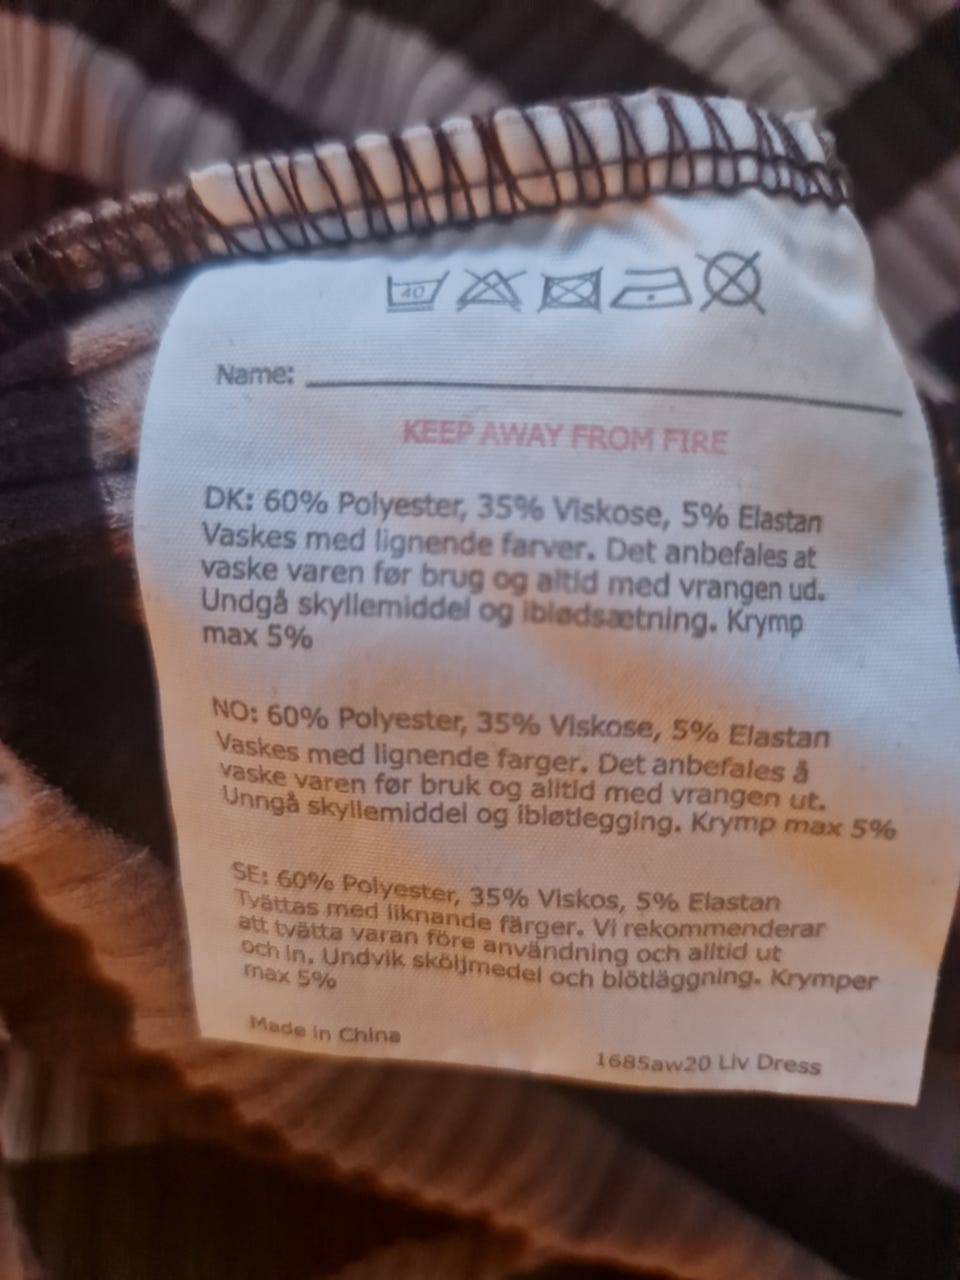 40
Name:
KEEP AWAY FROM FIRE
DK: 60% Polyester, 35% Viskose, 5% Elastan
Vaskes med lignende farver. Det anbefales at
vaske varen før brug og altid med vrangen ud.
Undgå skyllemiddel og iblødsætning. Krymp
max 5%
NO: 60% Polyester, 35% Viskose, 5% Elastan
Vaskes med lignende farger. Det anbefales å
vaske varen før bruk og alltid med vrangen ut.
Unngå skyllemiddel og ibløtlegging. Krymp max 5%
SE: 60% Polyester, 35% Viskos, 5% Elastan
Tvättas med liknande färger. Vi rekommenderar
att tvätta varan före användning och alltid ut
och in. Undvik sköljmedel och blötläggning. Krymper
max 5%
Made in China
1685aw20 Liv Dress